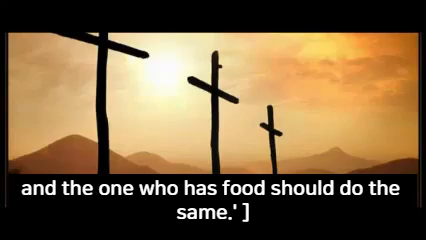 and the one who has food should do the
same.' ]